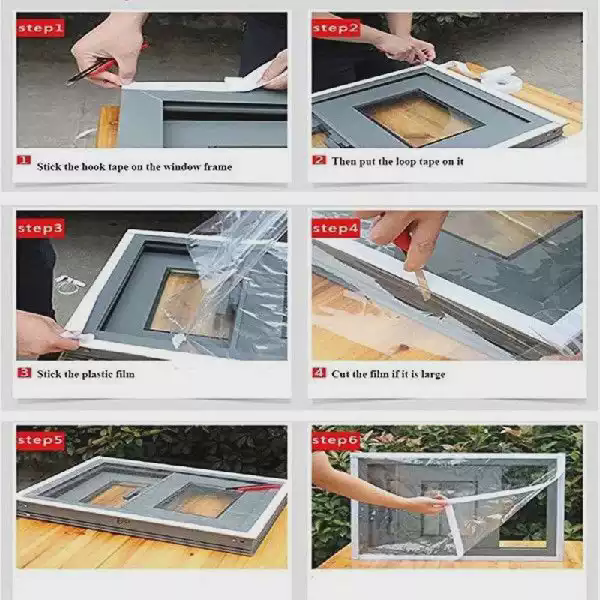 step1
step2
1 Stick the hook tape on the window frame
2 Then put the loop tape on it
step3
step4
3 Stick the plastic film
4 Cut the film if it is large
step5
step6